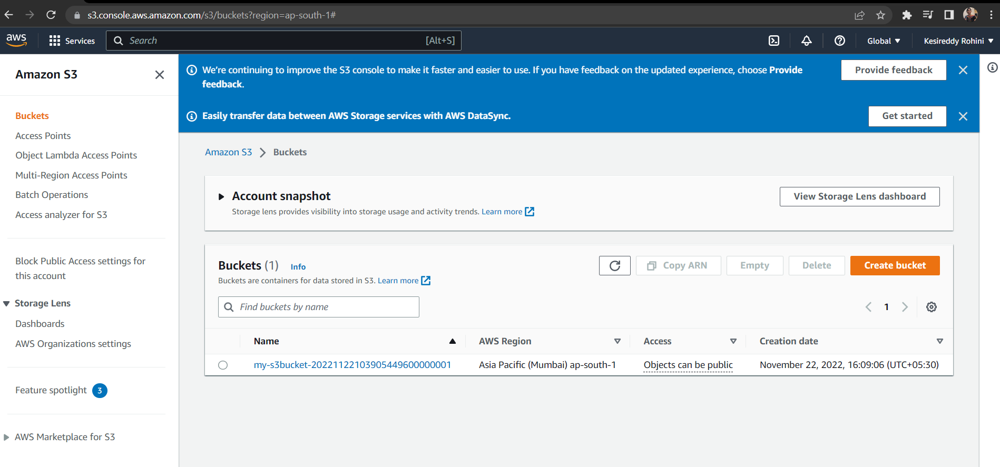 s3.console.aws.amazon.com/s3/buckets?region=ap-south-1#
aws
Services
Search
[Alt+S]
Global
Kesireddy Rohini
Amazon S3
Buckets
Access Points
Object Lambda Access Points
Multi-Region Access Points
Batch Operations
Access analyzer for S3
Block Public Access settings for
this account
Storage Lens
Dashboards
AWS Organizations settings
Feature spotlight 3
AWS Marketplace for S3
We're continuing to improve the S3 console to make it faster and easier to use. If you have feedback on the updated experience, choose Provide
feedback.
Provide feedback
Easily transfer data between AWS Storage services with AWS DataSync.
Get started
Amazon S3 > Buckets
Account snapshot
Storage lens provides visibility into storage usage and activity trends. Learn more
View Storage Lens dashboard
Buckets (1) Info
Buckets are containers for data stored in S3. Learn more
Copy ARN
Empty
Delete
Create bucket
Find buckets by name
1
Name AWS Region Access Creation date
my-s3bucket-20221122103905449600000001 Asia Pacific (Mumbai) ap-south-1 Objects can be public November 22, 2022, 16:09:06 (UTC+05:30)